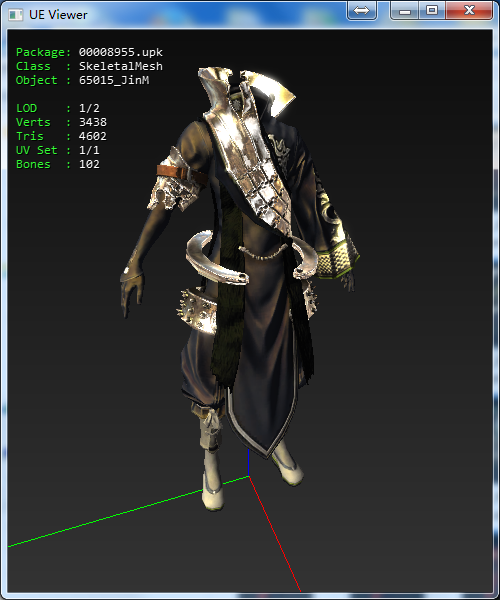 UE Viewer
Package: 00008955.upk
Class : SkeletalMesh
Object : 65015_JinM
LOD : 1/2
Verts : 3438
Tris : 4602
UV Set : 1/1
Bones : 102